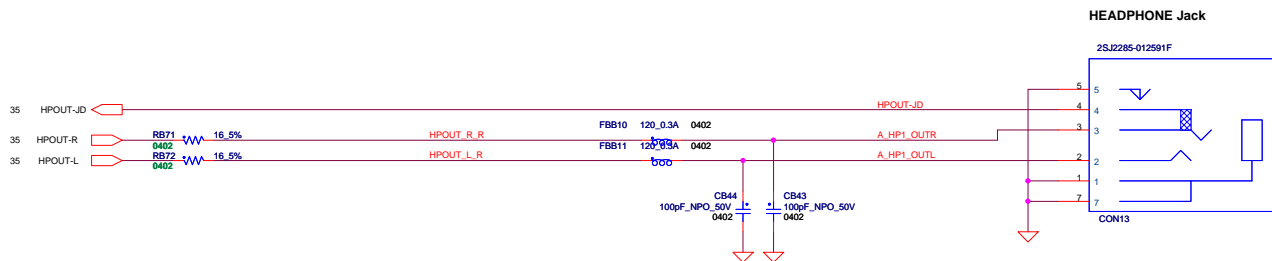 HEADPHONE Jack
2SJ2285-012591F
5 5
35 HPOUT-JD HPOUT-JD 4 4
FBB10 120_0.3A 0402
35 HPOUT-R RB71 16_5% HPOUT_R_R A_HP1_OUTR 3 3
0402
FBB11 120_0.3A 0402
35 HPOUT-L RB72 16_5% HPOUT_L_R A_HP1_OUTL 2 2
0402
1 1
CB44 CB43
100pF_NPO_50V 100pF_NPO_50V
0402 0402
7 7
CON13